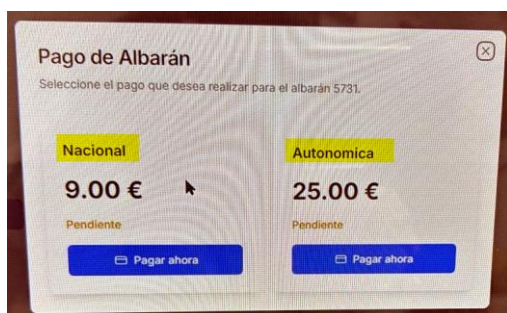 Pago de Albarán
Seleccione el pago que desea realizar para el albarán 5731.
Nacional
9.00 €
Pendiente
Pagar ahora
Autonomica
25.00 €
Pendiente
Pagar ahora